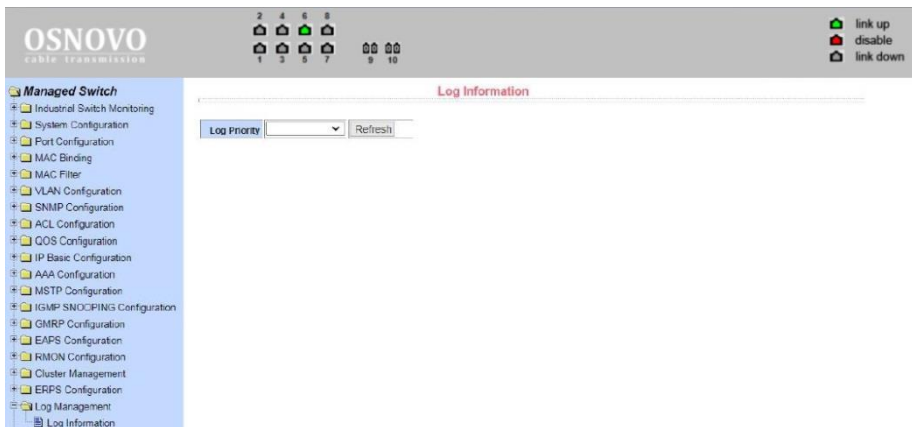 OSNOVO
cable transmission
2 4 6 8
1 3 5 7 9 10
link up
disable
link down
Managed Switch
Industrial Switch Monitoring
System Configuration
Port Configuration
MAC Binding
MAC Filter
VLAN Configuration
SNMP Configuration
ACL Configuration
QOS Configuration
IP Basic Configuration
AAA Configuration
MSTP Configuration
IGMP SNOOPING Configuration
GMRP Configuration
EAPS Configuration
RMON Configuration
Cluster Management
ERPS Configuration
Log Management
Log Information
Log Information
Log Priority Refresh